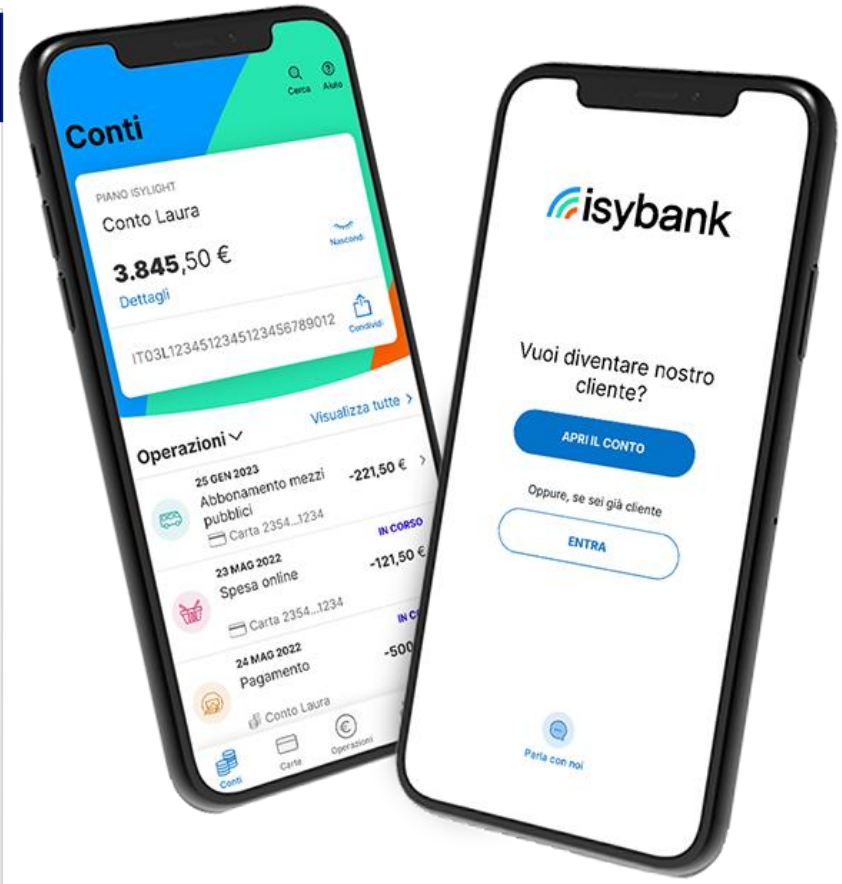 Cerca
Aiuto
Conti
PIANO ISYLIGHT
Conto Laura
3.845,50 €
Nascondi
Dettagli
IT03L1234512345123456789012
Condividi
Operazioni
Visualizza tutte >
25 GEN 2023
Abbonamento mezzi
pubblici
-221,50 € >
Carta 2354...1234
IN CORSO
23 MAG 2022
Spesa online
-121,50 €
Carta 2354...1234
24 MAG 2022
Pagamento
-500
Conto Laura
Conti
Carte
Operazioni
isybank
Vuoi diventare nostro
cliente?
APRI IL CONTO
Oppure, se sei già cliente
ENTRA
Parla con noi